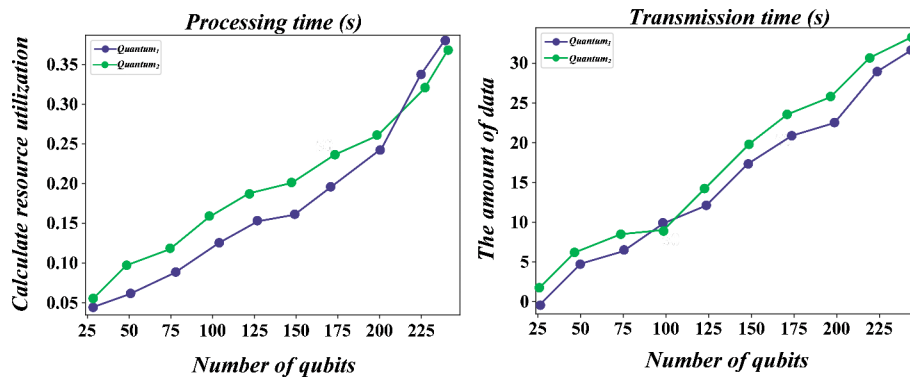 Processing time (s)
Calculate resource utilization
Quantum₁
Quantum₂
0.35
0.30
0.25
0.20
0.15
0.10
0.05
25 50 75 100 125 150 175 200 225
Number of qubits
Transmission time (s)
The amount of data
Quantum₃
Quantum₂
30
25
20
15
10
5
0
25 50 75 100 125 150 175 200 225
Number of qubits